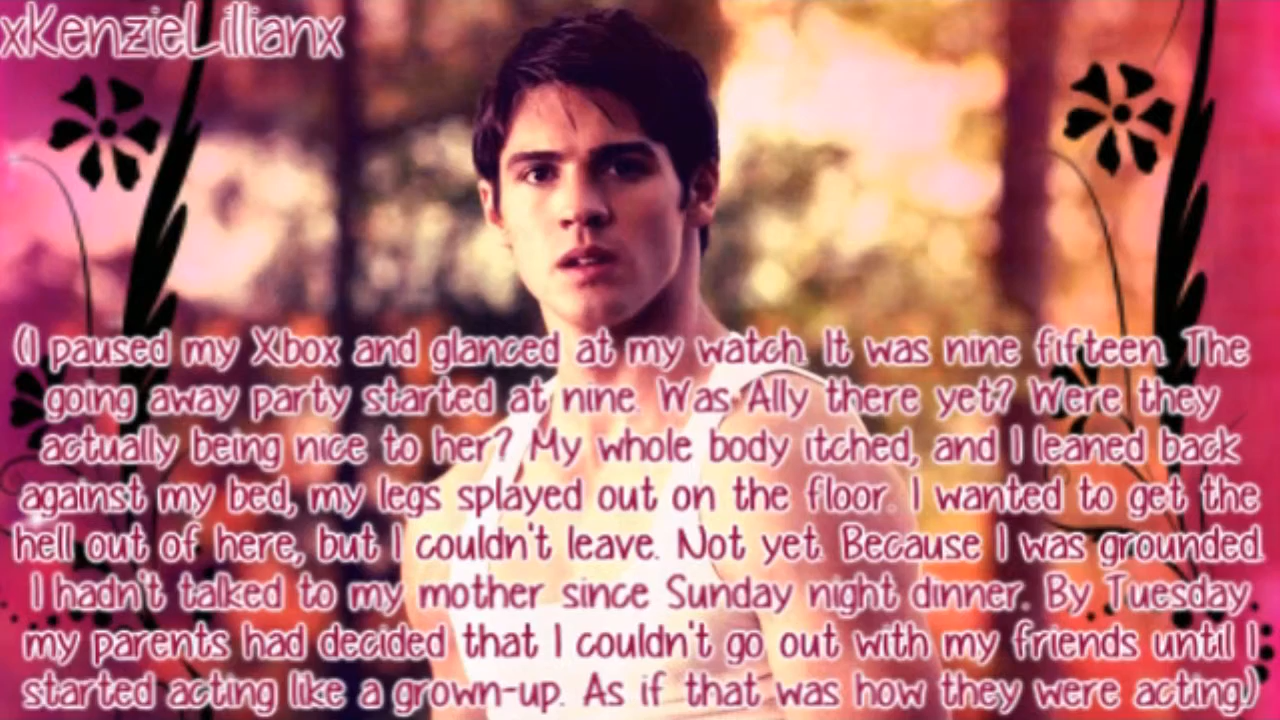 xKenzieLillianx
(I paused my Xbox and glanced at my watch. It was nine fifteen. The
going away party started at nine. Was Ally there yet? Were they
actually being nice to her? My whole body itched, and I leaned back
against my bed, my legs splayed out on the floor. I wanted to get the
hell out of here, but I couldn't leave. Not yet. Because I was grounded.
I hadn't talked to my mother since Sunday night dinner. By Tuesday
my parents had decided that I couldn't go out with my friends until I
started acting like a grown-up. As if that was how they were acting.)